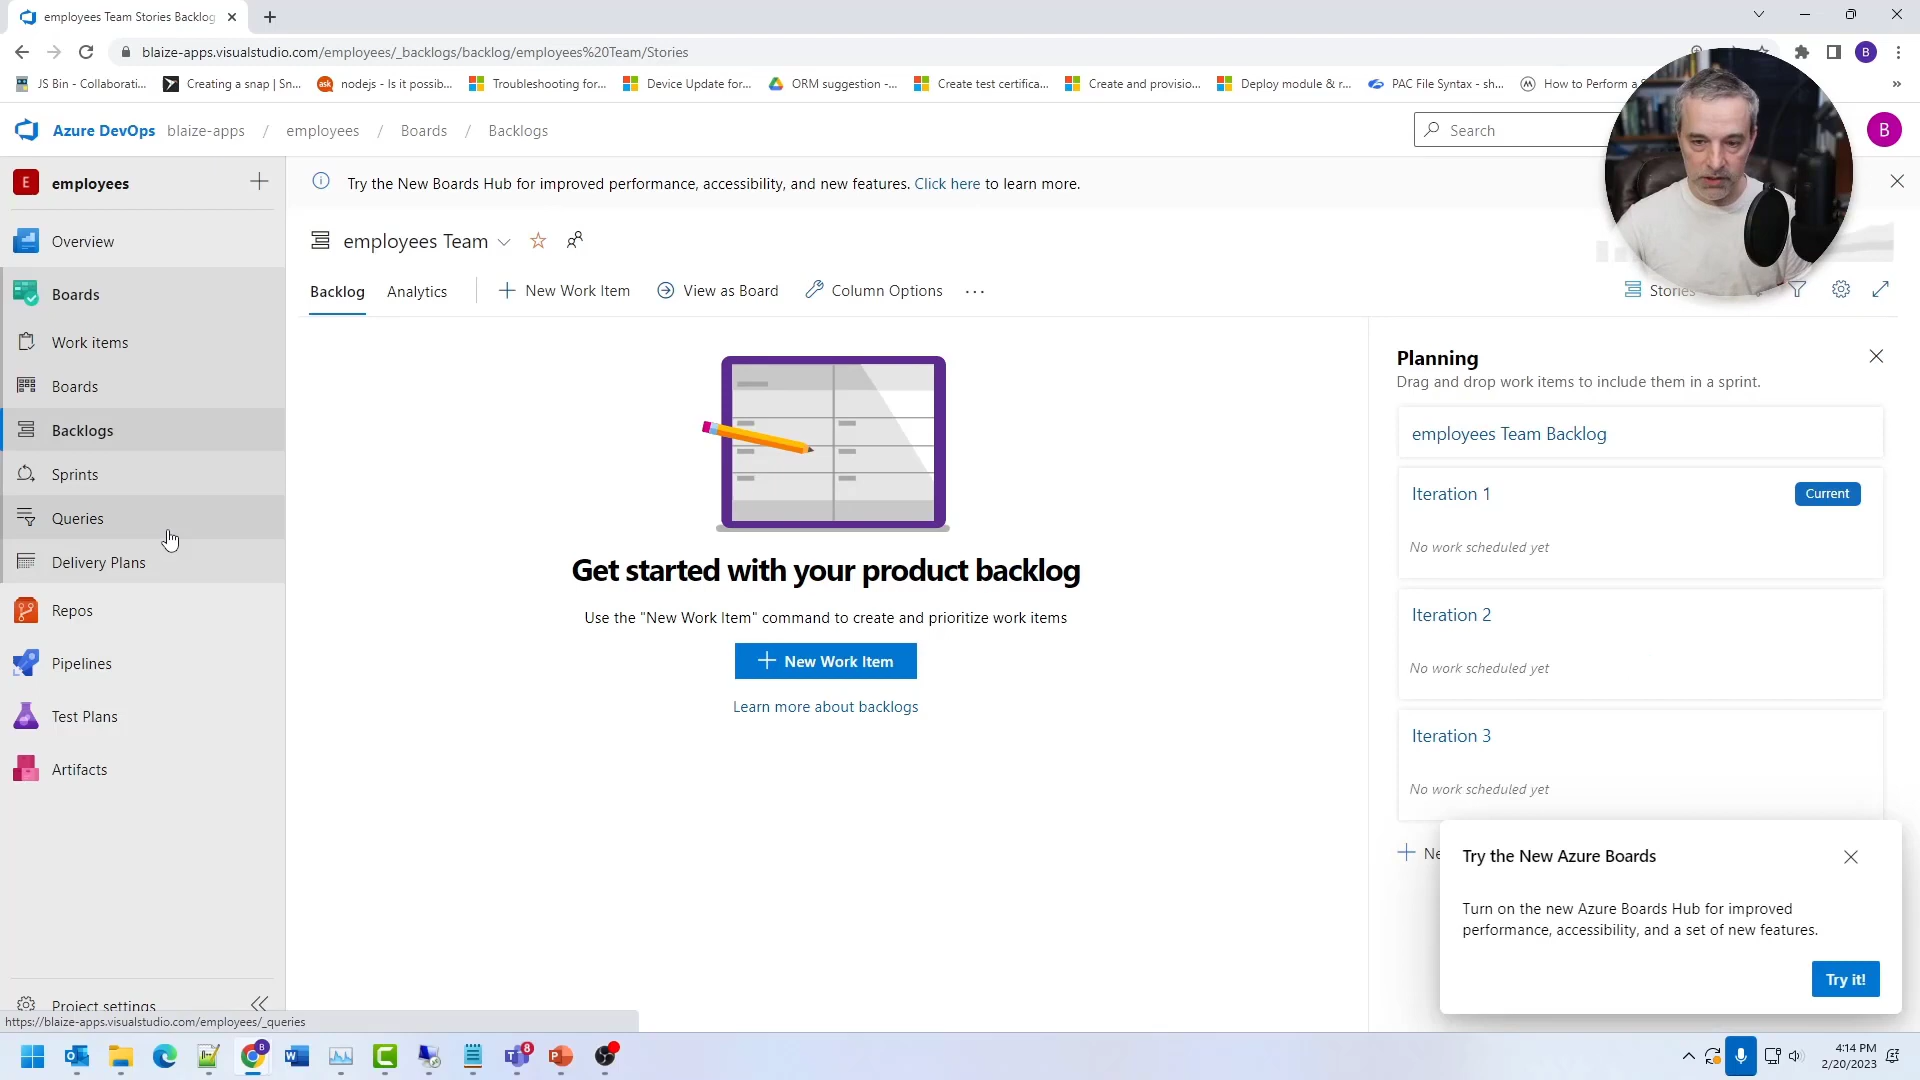 employees Team Stories Backlog
blaize-apps.visualstudio.com/employees/_backlogs/backlog/employees%20Team/Stories
B
JS Bin - Collaborati...
Creating a snap | Sn...
ask
nodejs - Is it possib...
Troubleshooting for...
Device Update for...
ORM suggestion -...
Create test certifica...
Create and provisio...
Deploy module & r...
PAC File Syntax - sh...
How to Perform a
»
Azure DevOps
blaize-apps / employees / Boards / Backlogs
Search
B
E
employees
Try the New Boards Hub for improved performance, accessibility, and new features. Click here to learn more.
Overview
employees Team
Boards
Backlog
Analytics
New Work Item
View as Board
Column Options
...
Stories
Work items
Boards
Backlogs
Sprints
Queries
Delivery Plans
Repos
Pipelines
Test Plans
Artifacts
Project settings
Get started with your product backlog
Use the "New Work Item" command to create and prioritize work items
New Work Item
Learn more about backlogs
Planning
Drag and drop work items to include them in a sprint.
employees Team Backlog
Iteration 1
Current
No work scheduled yet
Iteration 2
No work scheduled yet
Iteration 3
No work scheduled yet
Try the New Azure Boards
Turn on the new Azure Boards Hub for improved
performance, accessibility, and a set of new features.
Try it!
https://blaize-apps.visualstudio.com/employees/_queries
B
8
4:14 PM
2/20/2023